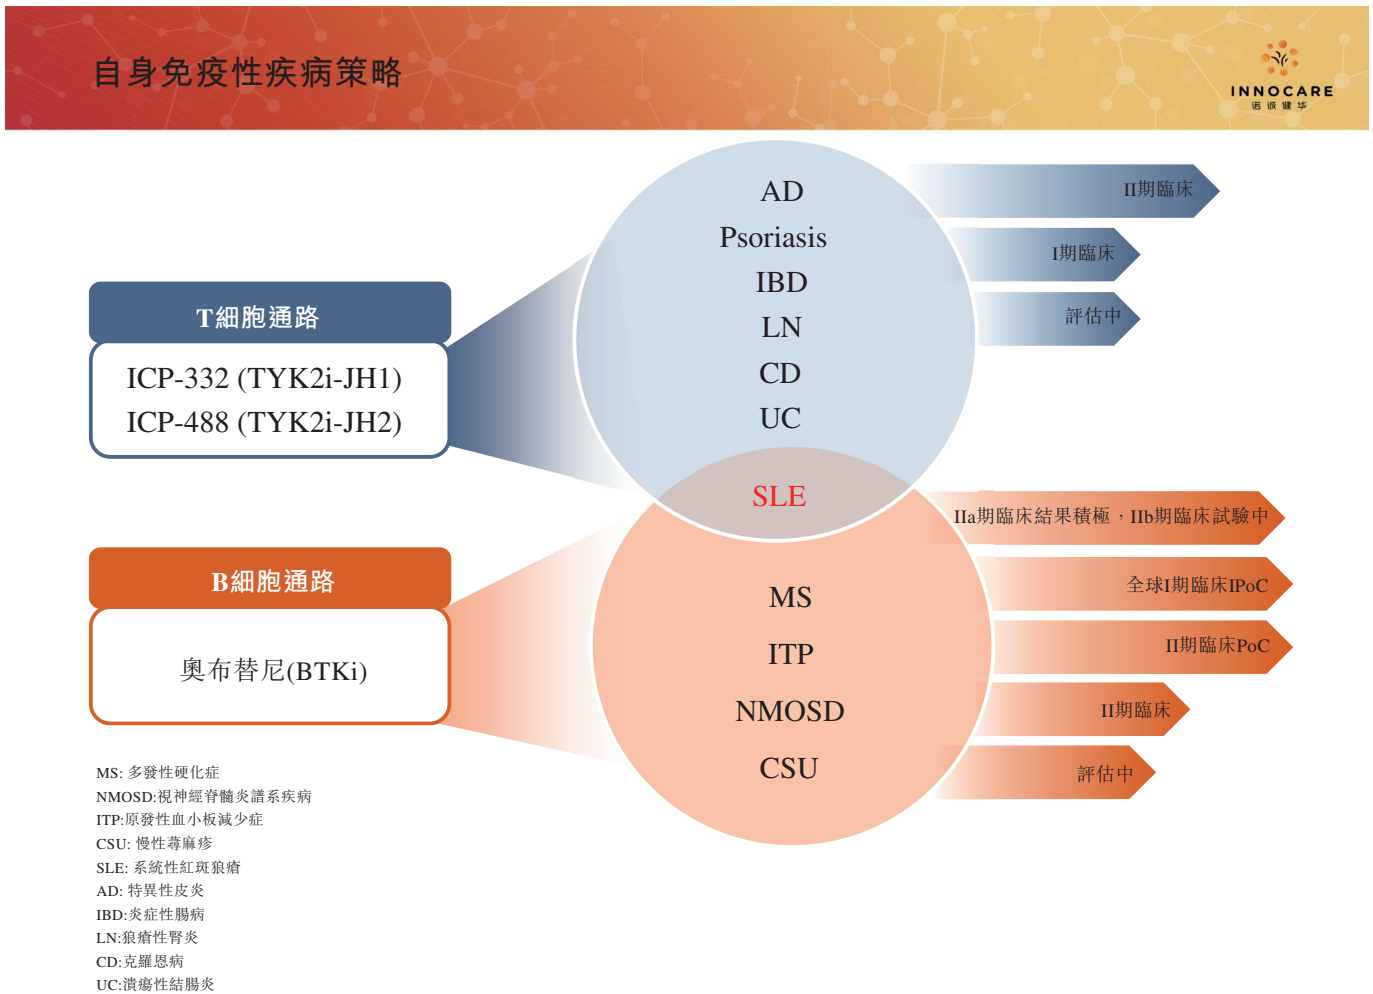 自身免疫性疾病策略
INNOCARE
诺诚健华
AD
Psoriasis
IBD
LN
CD
UC
SLE
MS
ITP
NMOSD
CSU
II期臨床
I期臨床
評估中
T細胞通路
ICP-332 (TYK2i-JH1)
ICP-488 (TYK2i-JH2)
IIa期臨床結果積極，IIb期臨床試驗中
全球I期臨床IPoC
II期臨床PoC
II期臨床
評估中
B細胞通路
奧布替尼(BTKi)
MS: 多發性硬化症
NMOSD:視神經脊髓炎譜系疾病
ITP:原發性血小板減少症
CSU: 慢性蕁麻疹
SLE: 系統性紅斑狼瘡
AD: 特異性皮炎
IBD:炎症性腸病
LN:狼瘡性腎炎
CD:克羅恩病
UC:潰瘍性結腸炎